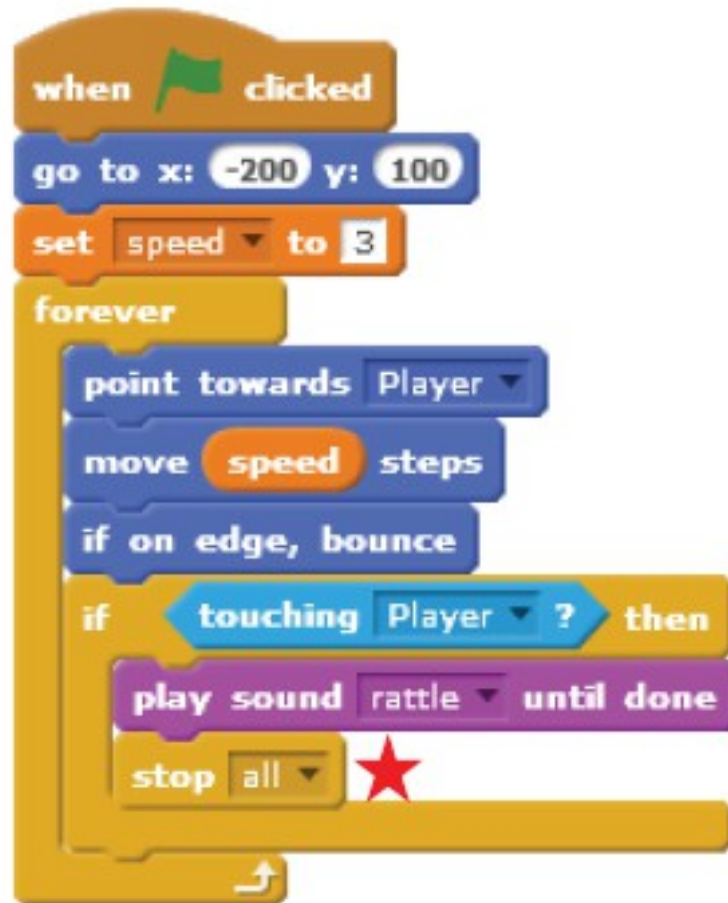 when clicked
go to x: -200 y: 100
set speed to 3
forever
point towards Player
move speed steps
if on edge, bounce
if touching Player ? then
play sound rattle until done
stop all